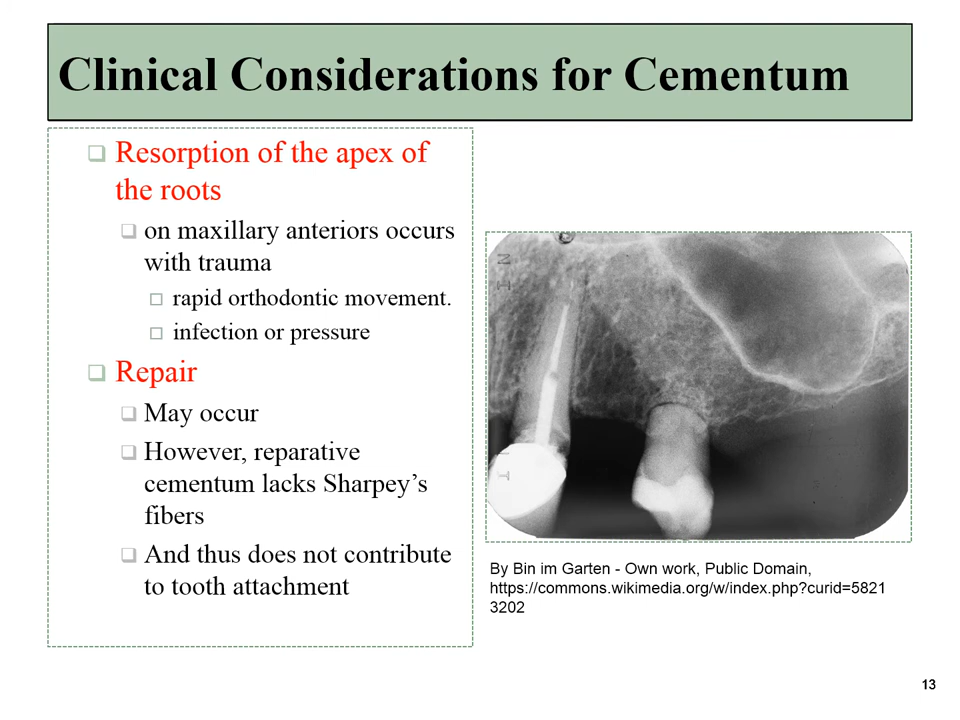 Clinical Considerations for Cementum
Resorption of the apex of
the roots
on maxillary anteriors occurs
with trauma
rapid orthodontic movement.
infection or pressure
Repair
May occur
However, reparative
cementum lacks Sharpey’s
fibers
And thus does not contribute
to tooth attachment
By Bin im Garten - Own work, Public Domain,
https://commons.wikimedia.org/w/index.php?curid=5821
3202
13